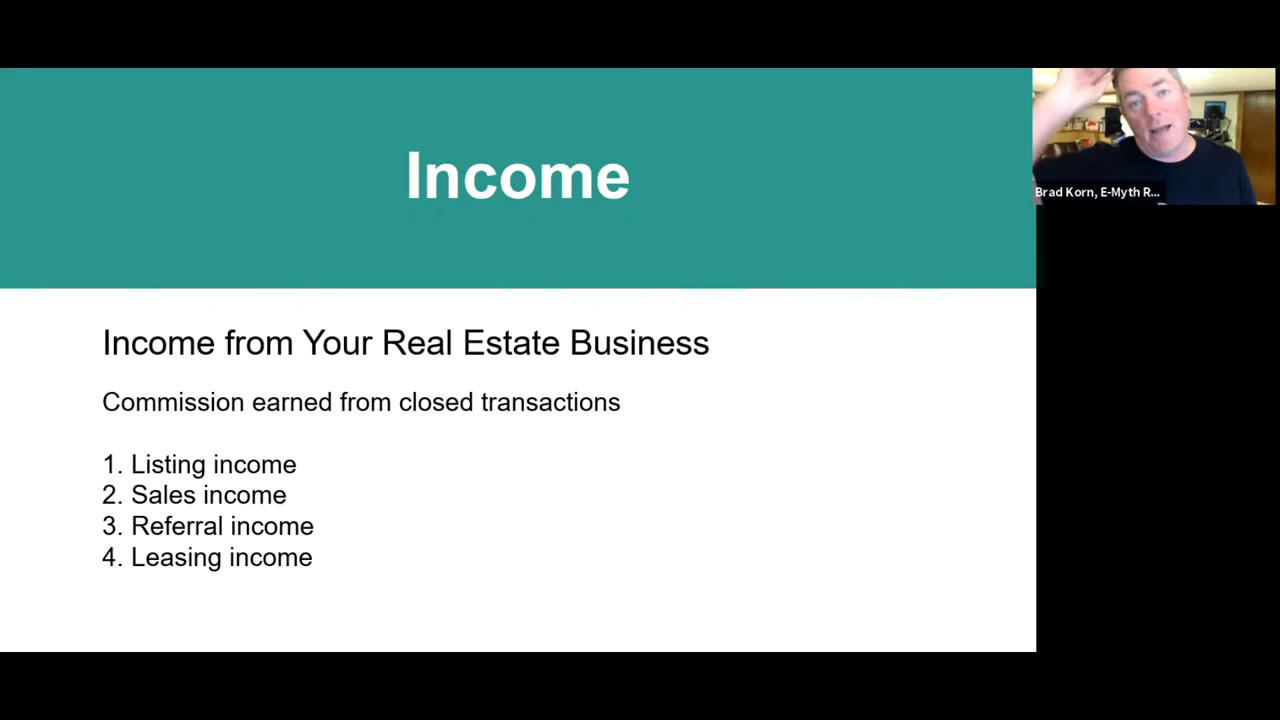 Income
Brad Korn, E-Myth R...
Income from Your Real Estate Business
Commission earned from closed transactions
1. Listing income
2. Sales income
3. Referral income
4. Leasing income